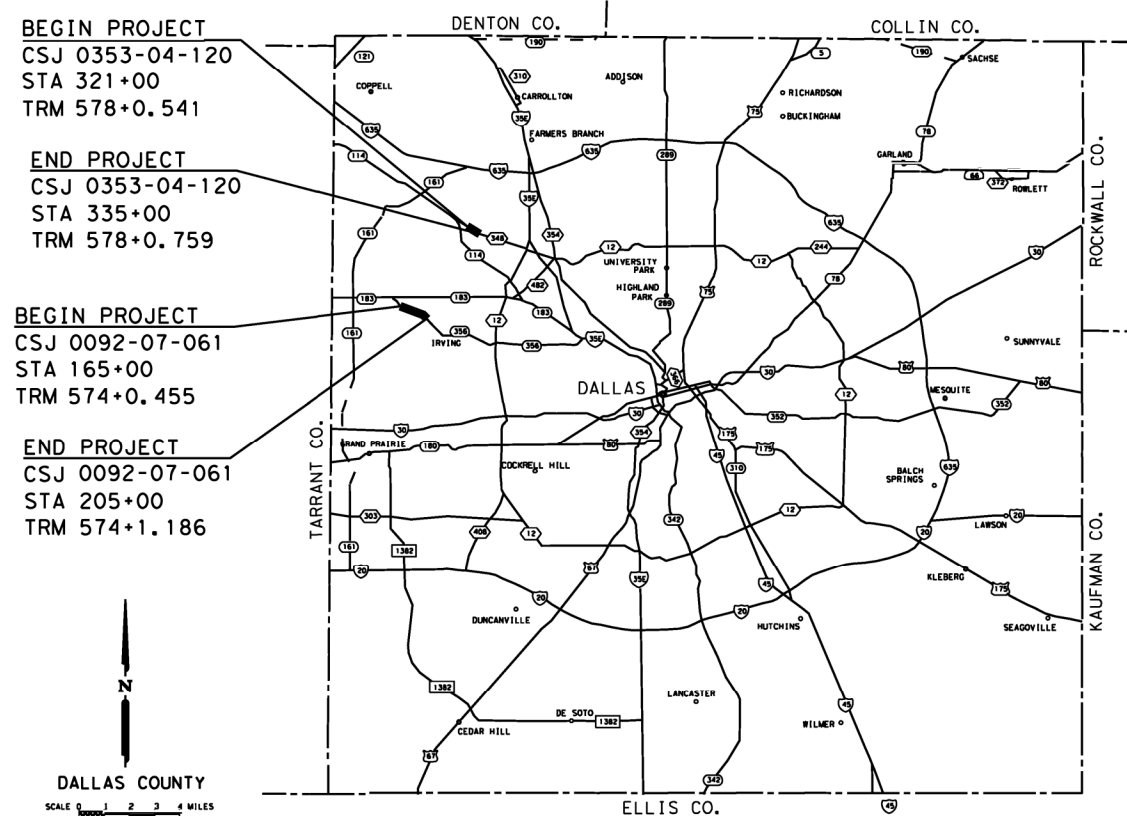 BEGIN PROJECT
CSJ 0353-04-120
STA 321+00
TRM 578+0.541
END PROJECT
CSJ 0353-04-120
STA 335+00
TRM 578+0.759
BEGIN PROJECT
CSJ 0092-07-061
STA 165+00
TRM 574+0.455
END PROJECT
CSJ 0092-07-061
STA 205+00
TRM 574+1.186
N
DALLAS COUNTY
SCALE 0 1 2 3 4 MILES
DENTON CO.
COLLIN CO.
190
190
5
121
310
ADDISON
SACHSE
COPPELL
CARROLLTON
RICHARDSON
75
35E
BUCKINGHAM
635
FARMERS BRANCH
78
114
635
289
GARLAND
161
635
66
372
ROWLETT
35E
ROCKWALL CO.
161
348
354
12
635
244
30
114
UNIVERSITY
PARK
12
78
482
HIGHLAND
PARK
75
183
183
289
183
12
161
356
IRVING
356
35E
SUNNYVALE
DALLAS
30
80
80
12
MESQUITE
352
352
30
30
354
175
TARRANT CO.
GRAND PRAIRIE
180
80
45
310
175
COCKRELL HILL
BALCH
SPRINGS
635
303
408
12
342
12
LAWSON
20
161
1382
20
KAUFMAN CO.
20
67
35E
45
KLEBERG
175
20
20
DUNCANVILLE
HUTCHINS
SEAGOVILLE
1382
LANCASTER
45
DE SOTO
1382
WILMER
CEDAR HILL
67
342
ELLIS CO.
45